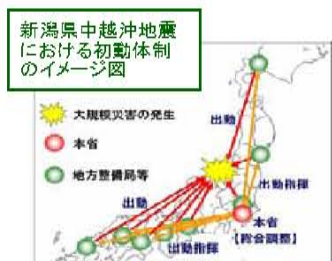 新潟県中越沖地震
における初動体制
のイメージ図
大規模災害の発生
本省
地方整備局等
出動
出動指揮
出動
出動指揮
本省
【総合調整】